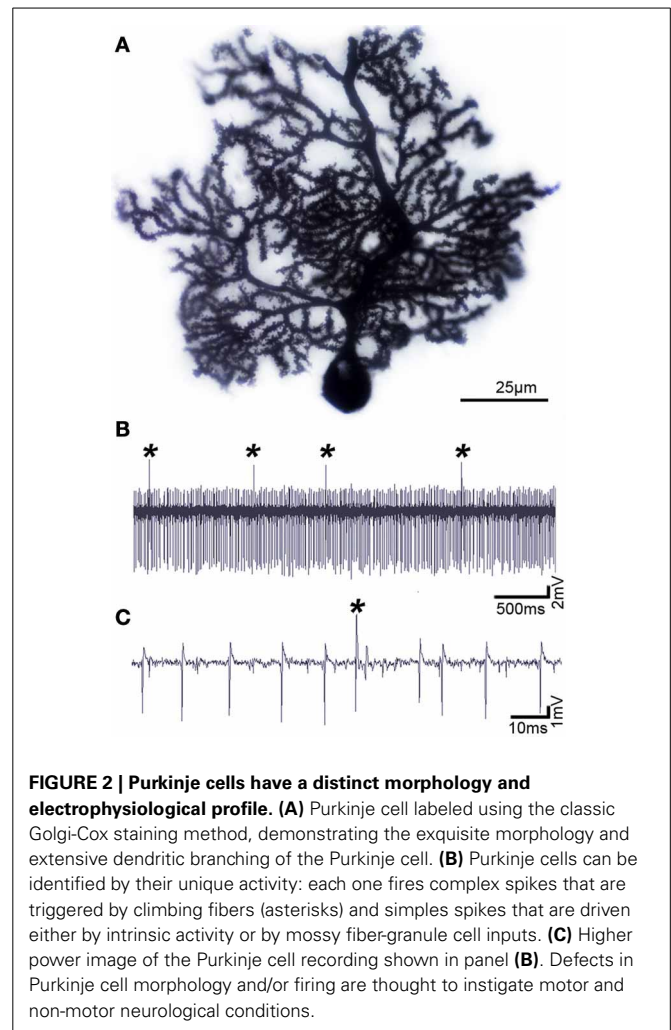 A
25µm
B
* * * *
500ms
2mV
C
*
10ms
1mV
FIGURE 2 | Purkinje cells have a distinct morphology and
electrophysiological profile. (A) Purkinje cell labeled using the classic
Golgi-Cox staining method, demonstrating the exquisite morphology and
extensive dendritic branching of the Purkinje cell. (B) Purkinje cells can be
identified by their unique activity: each one fires complex spikes that are
triggered by climbing fibers (asterisks) and simples spikes that are driven
either by intrinsic activity or by mossy fiber-granule cell inputs. (C) Higher
power image of the Purkinje cell recording shown in panel (B). Defects in
Purkinje cell morphology and/or firing are thought to instigate motor and
non-motor neurological conditions.